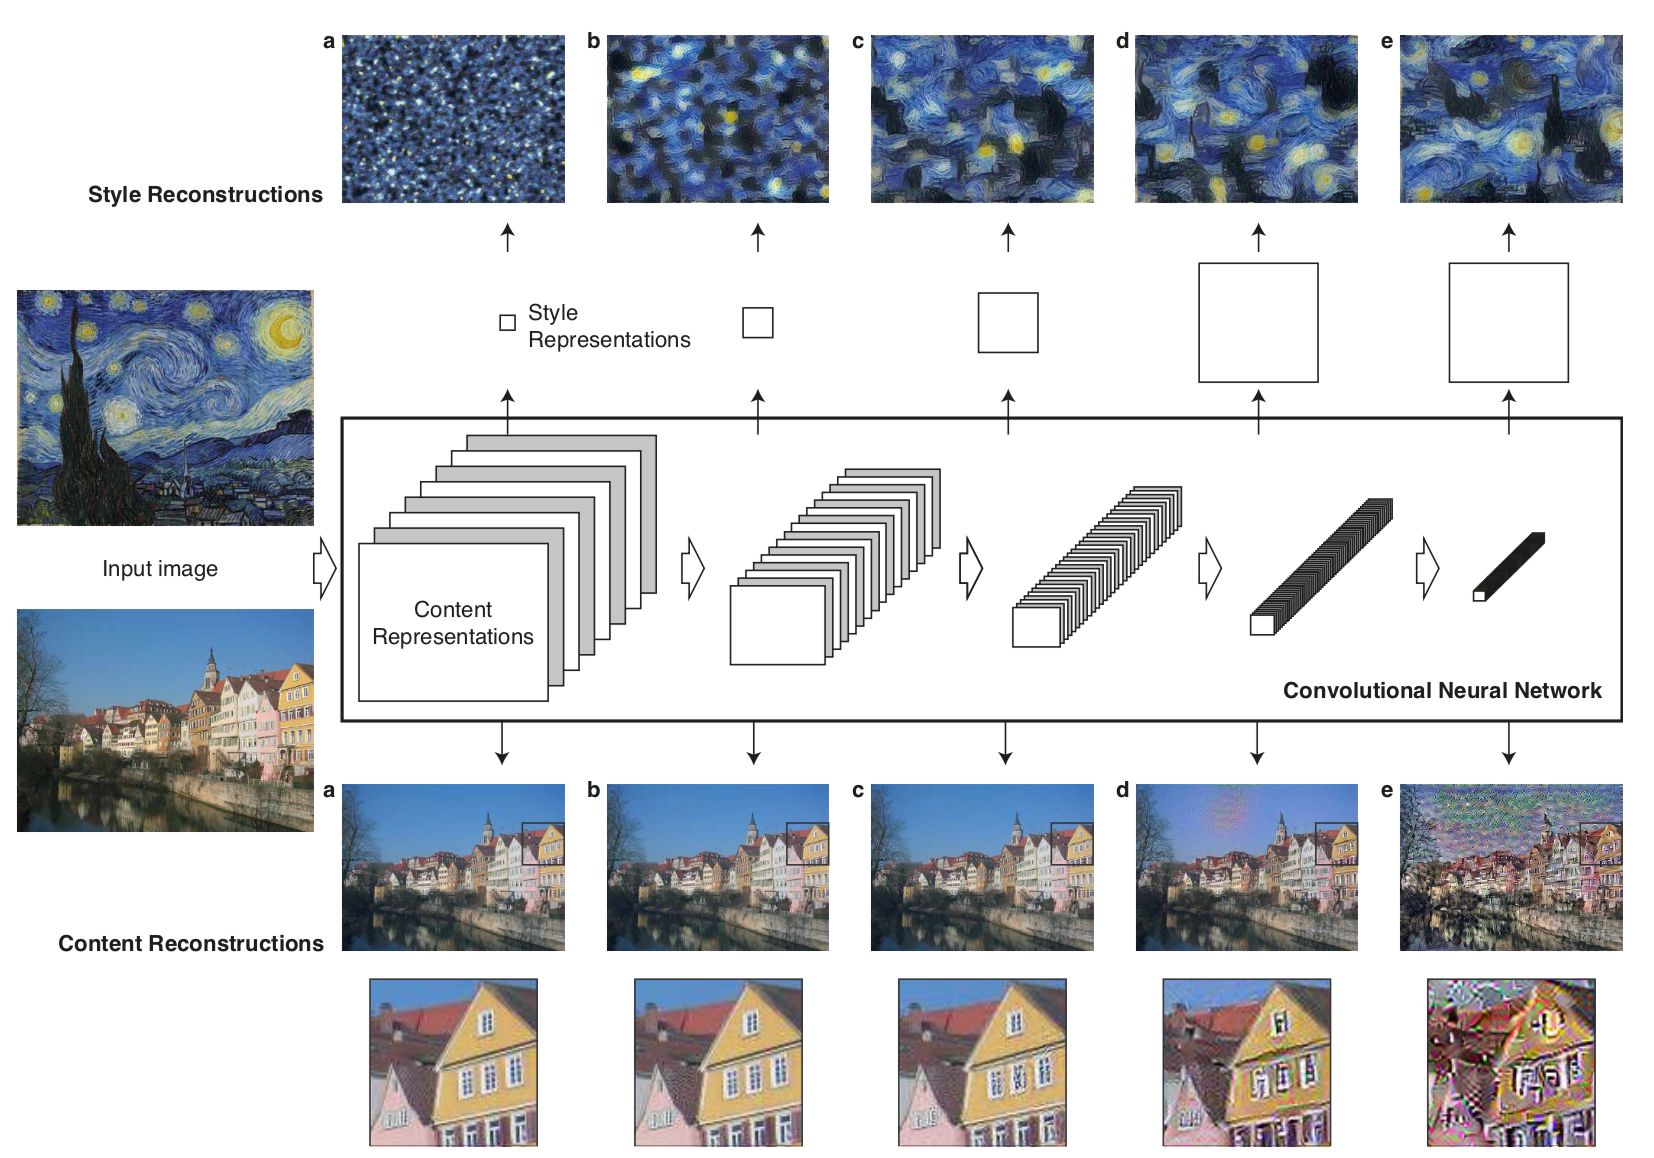 a
b
c
d
e
Style Reconstructions
Style
Representations
Input image
Content
Representations
Convolutional Neural Network
a
b
c
d
e
Content Reconstructions